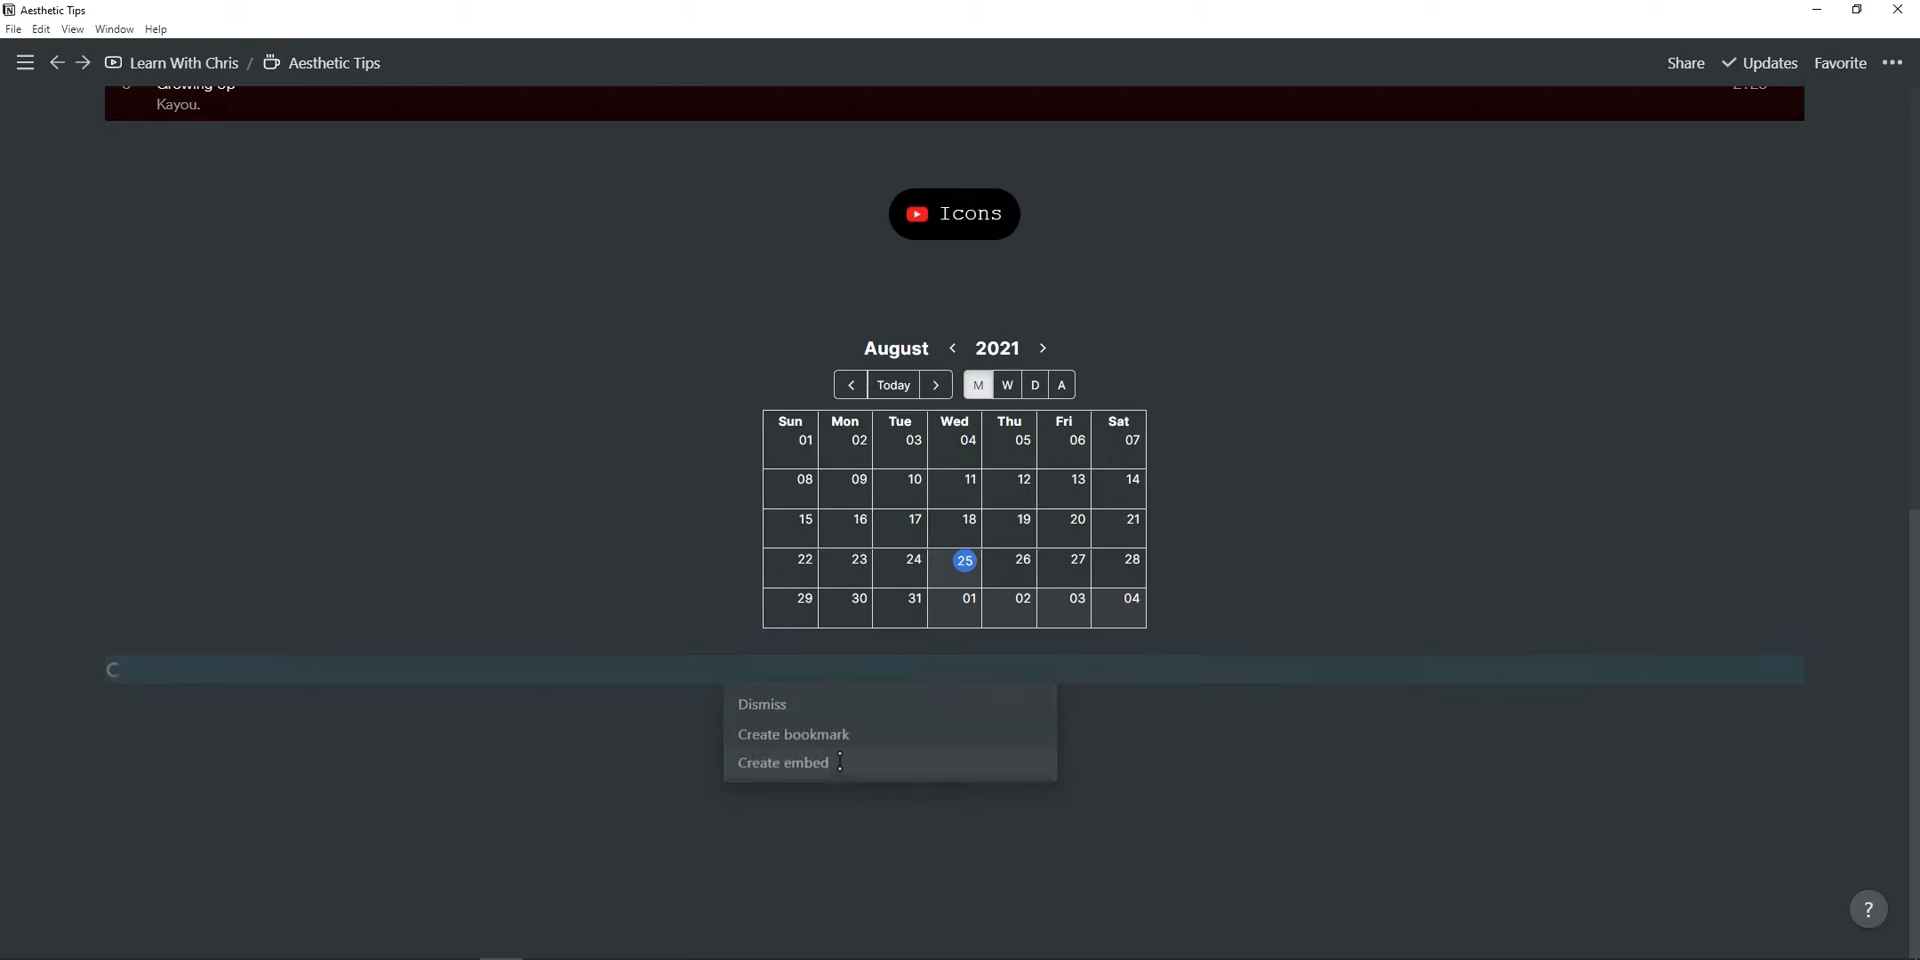 Aesthetic Tips
File Edit View Window Help
Learn With Chris / Aesthetic Tips
Share Updates Favorite
Growing Up
Kayou.
Icons
August < 2021 >
< Today > M W D A
Sun Mon Tue Wed Thu Fri Sat
01 02 03 04 05 06 07
08 09 10 11 12 13 14
15 16 17 18 19 20 21
22 23 24 25 26 27 28
29 30 31 01 02 03 04
Dismiss
Create bookmark
Create embed
?